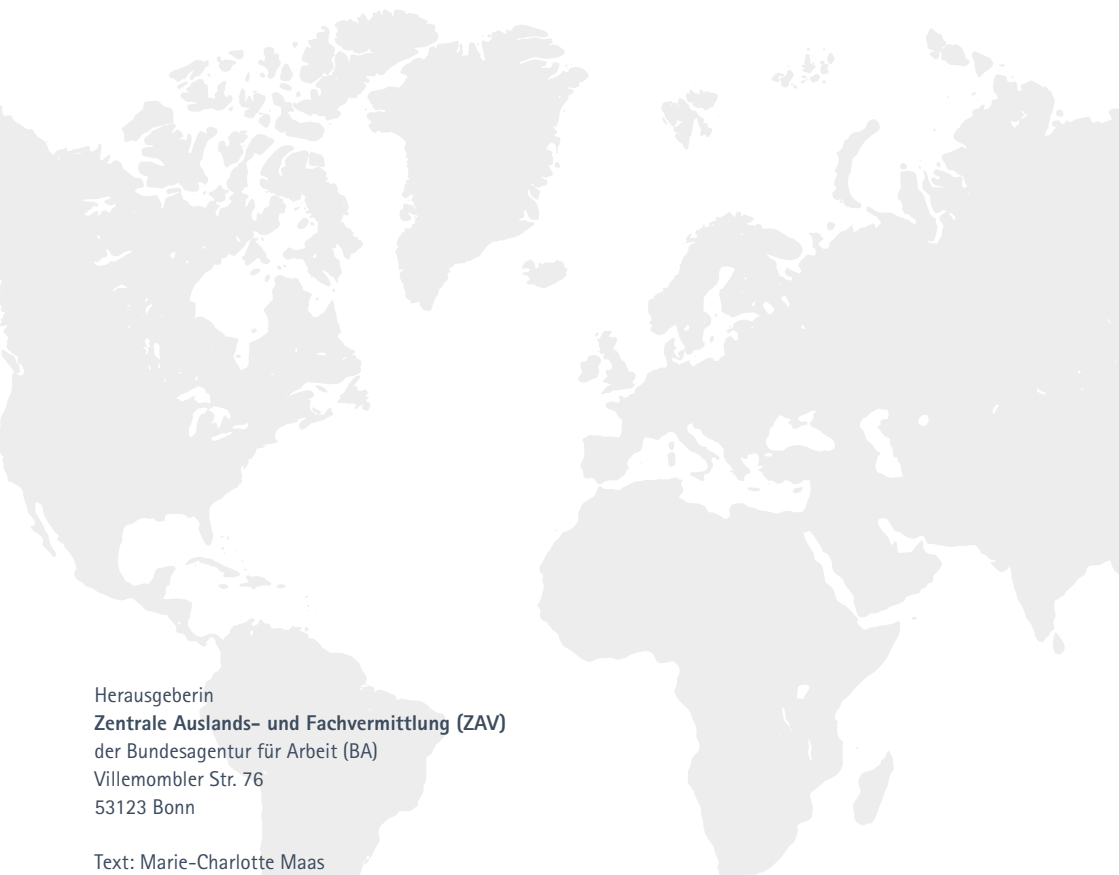 Herausgeberin
Zentrale Auslands- und Fachvermittlung (ZAV)
der Bundesagentur für Arbeit (BA)
Villemombler Str. 76
53123 Bonn
Text: Marie-Charlotte Maas